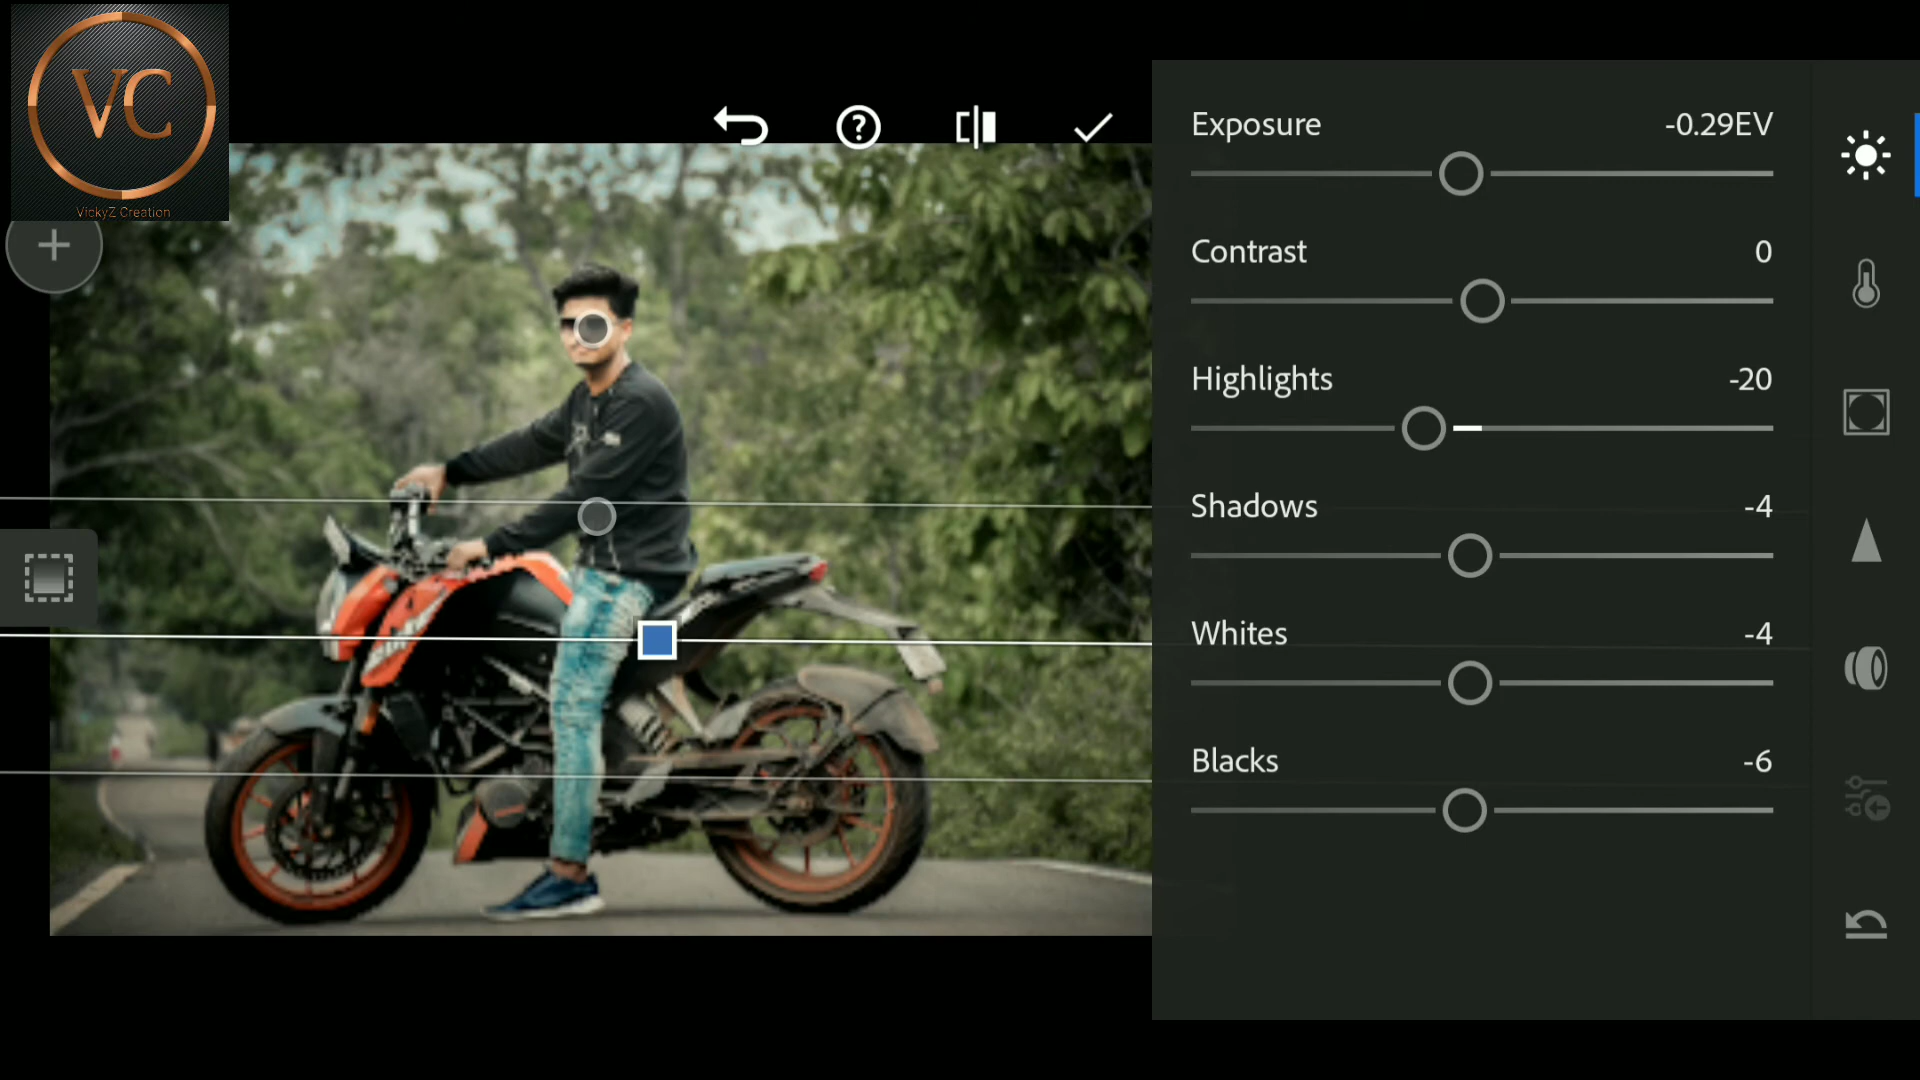 VC
VickyZ Creation
Exposure -0.29EV
Contrast 0
Highlights -20
Shadows -4
Whites -4
Blacks -6